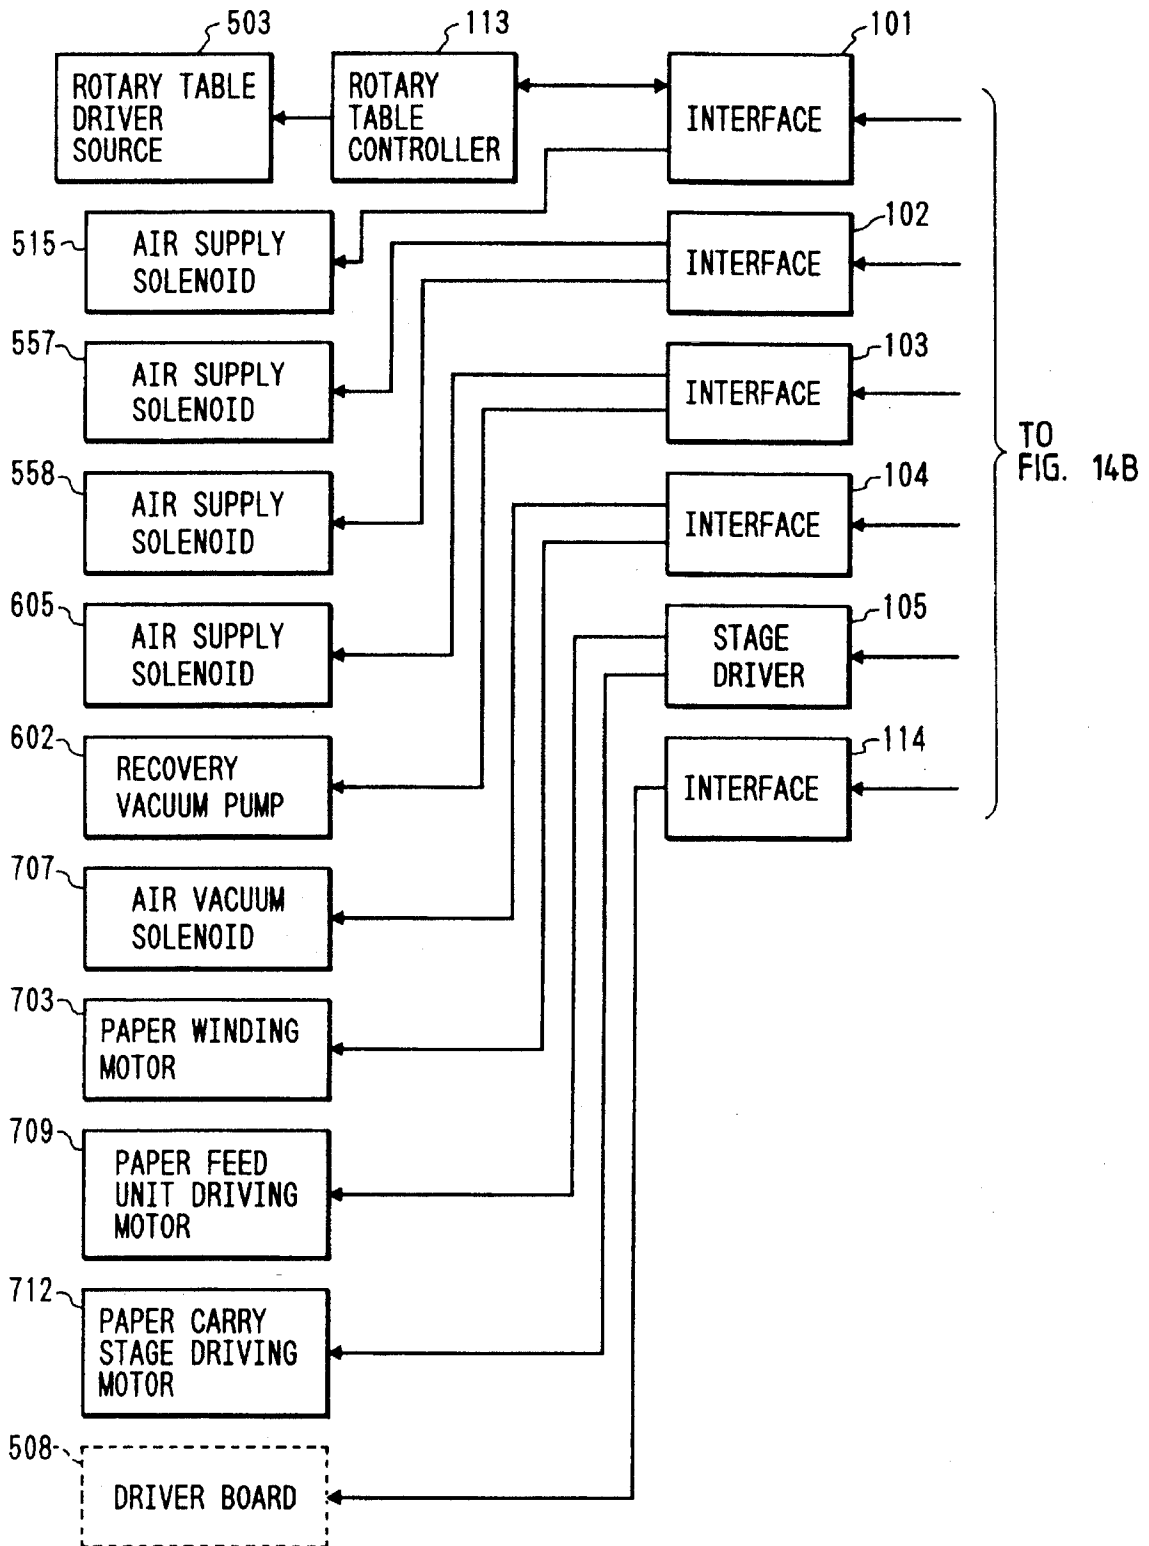 503
113
101
ROTARY TABLE
DRIVER
SOURCE
ROTARY
TABLE
CONTROLLER
INTERFACE
515
AIR SUPPLY
SOLENOID
102
INTERFACE
557
AIR SUPPLY
SOLENOID
103
INTERFACE
TO
FIG. 14B
558
AIR SUPPLY
SOLENOID
104
INTERFACE
605
AIR SUPPLY
SOLENOID
105
STAGE
DRIVER
602
RECOVERY
VACUUM PUMP
114
INTERFACE
707
AIR VACUUM
SOLENOID
703
PAPER WINDING
MOTOR
709
PAPER FEED
UNIT DRIVING
MOTOR
712
PAPER CARRY
STAGE DRIVING
MOTOR
508
DRIVER BOARD